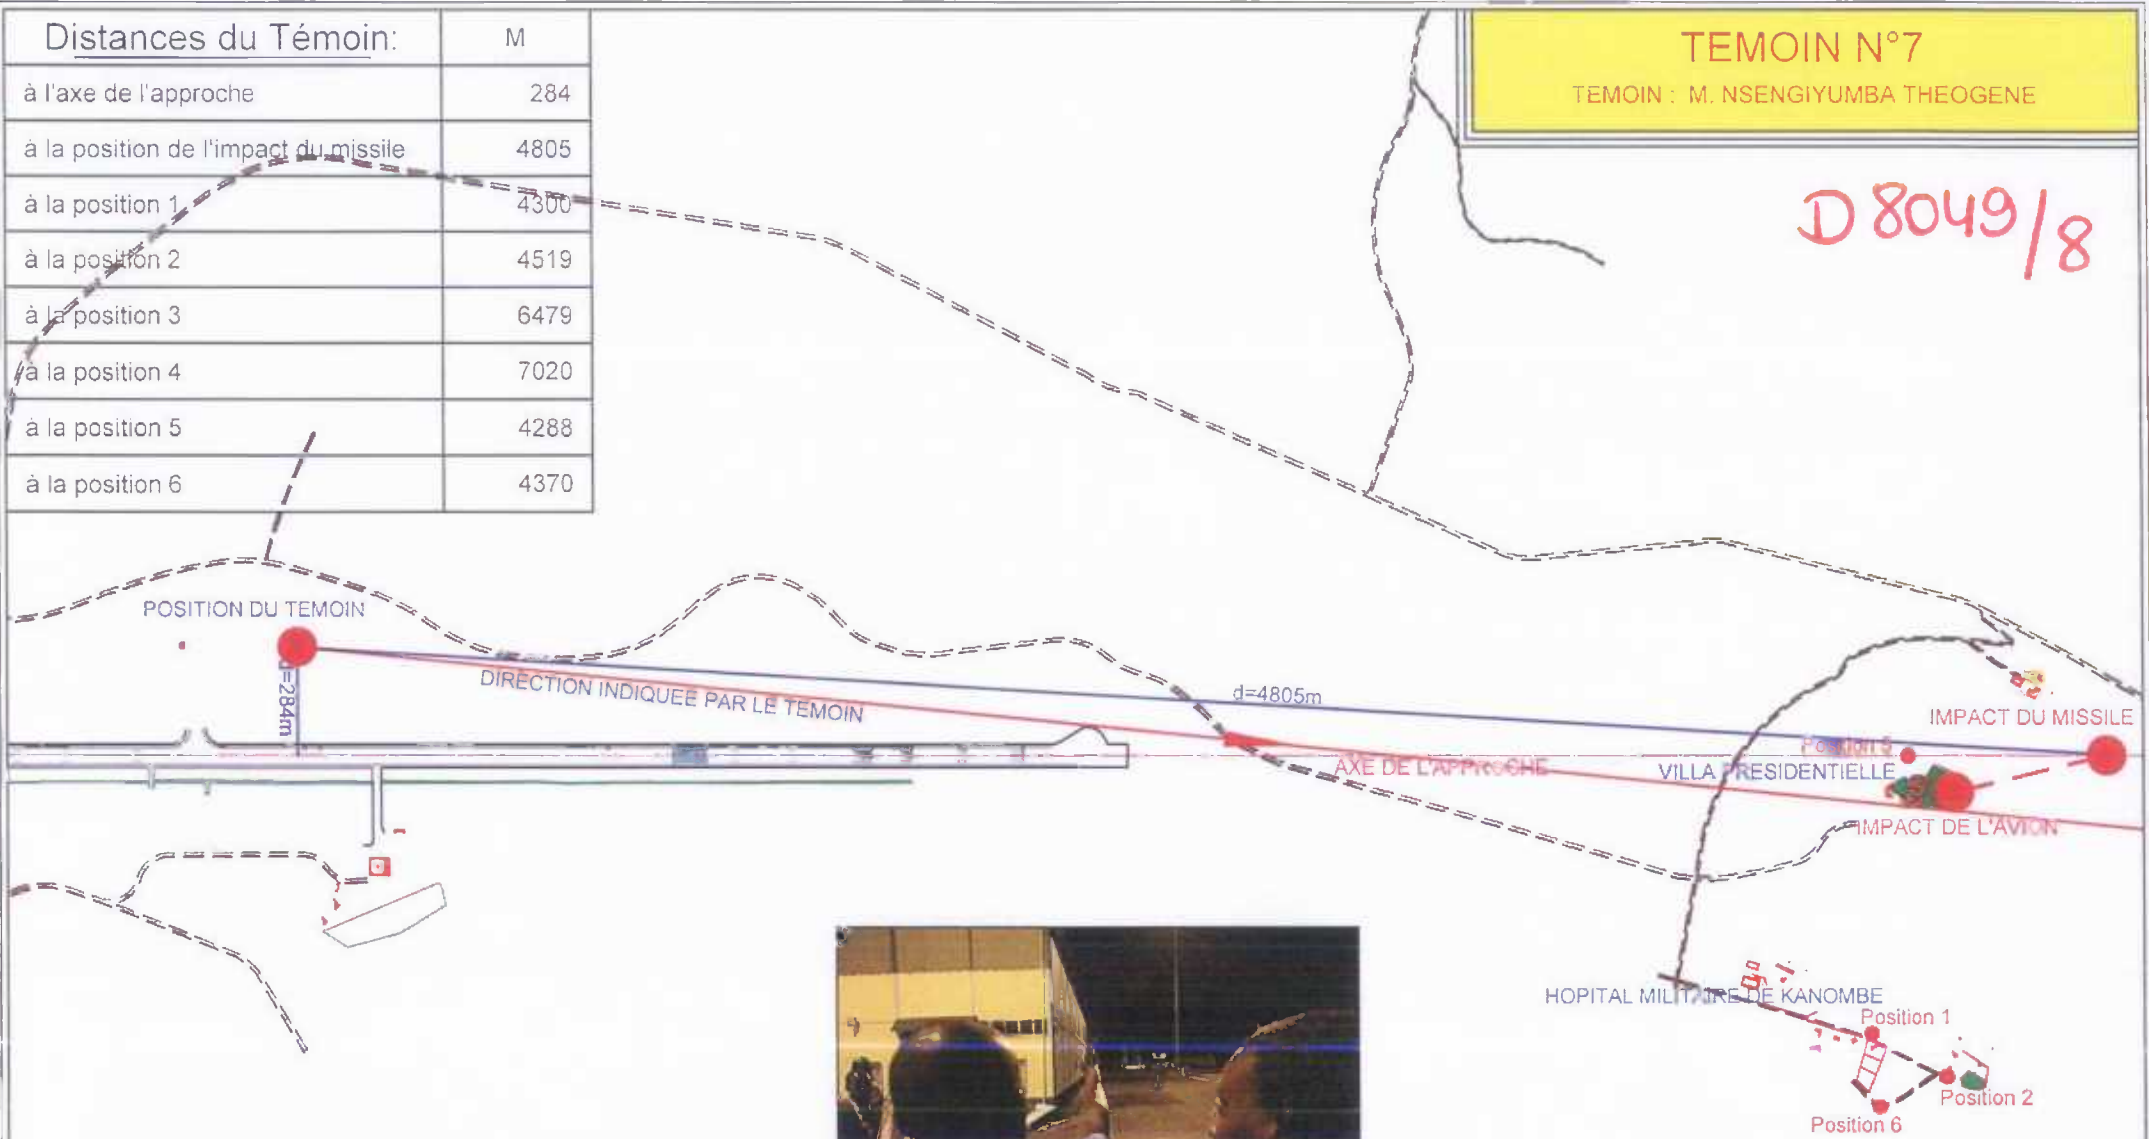 Distances du Témoin: M
à l'axe de l'approche 284
à la position de l'impact du missile 4805
à la position 1 4300
à la position 2 4519
à la position 3 6479
à la position 4 7020
à la position 5 4288
à la position 6 4370
TEMOIN N°7
TEMOIN : M. NSENGIYUMBA THEOGENE
D 8049/8
POSITION DU TEMOIN
d=284m
DIRECTION INDIQUEE PAR LE TEMOIN
d=4805m
IMPACT DU MISSILE
Position 5
AXE DE L'APPROCHE
VILLA PRESIDENTIELLE
IMPACT DE L'AVION
HOPITAL MILITAIRE DE KANOMBE
Position 1
Position 2
Position 6